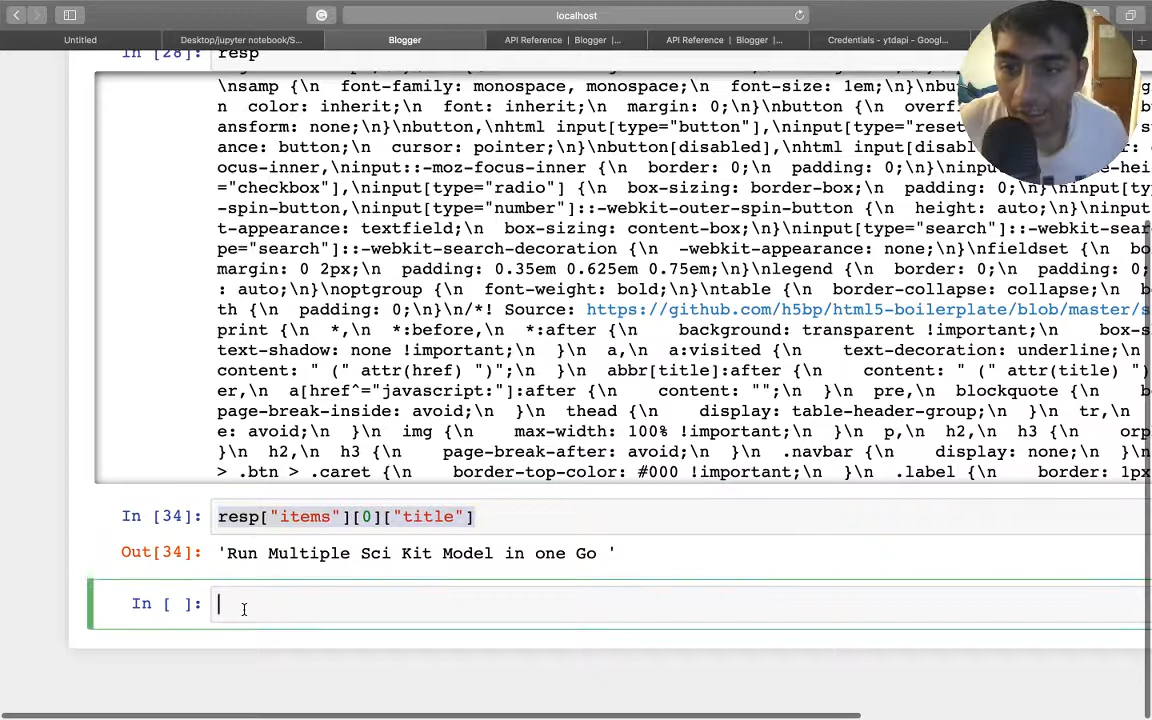 localhost
Untitled
Desktop/jupyter notebook/S...
Blogger
API Reference | Blogger |...
API Reference | Blogger |...
Credentials - ytdapi - Googl...
In [28]: resp
\nsamp {\n  font-family: monospace, monospace;\n  font-size: 1em;\n}\nbutton
n  color: inherit;\n  font: inherit;\n  margin: 0;\n}\nbutton {\n  overf
ansform: none;\n}\nbutton,\nhtml input[type="button"],\ninput[type="reset
ance: button;\n  cursor: pointer;\n}\nbutton[disabled],\nhtml input[disab
ocus-inner,\ninput::-moz-focus-inner {\n  border: 0;\n  padding: 0;\n}\ninp
="checkbox"],\ninput[type="radio"] {\n  box-sizing: border-box;\n  padding: 0;\n}\ninput[ty
-spin-button,\ninput[type="number"]::-webkit-outer-spin-button {\n  height: auto;\n}\ninput
t-appearance: textfield;\n  box-sizing: content-box;\n}\ninput[type="search"]::-webkit-sear
pe="search"]::-webkit-search-decoration {\n  -webkit-appearance: none;\n}\nfieldset {\n  bo
margin: 0 2px;\n  padding: 0.35em 0.625em 0.75em;\n}\nlegend {\n  border: 0;\n  padding: 0;
: auto;\n}\noptgroup {\n  font-weight: bold;\n}\ntable {\n  border-collapse: collapse;\n  b
th {\n  padding: 0;\n}\n/*! Source: https://github.com/h5bp/html5-boilerplate/blob/master/s
print {\n  *,\n  *:before,\n  *:after {\n    background: transparent !important;\n    box-s
text-shadow: none !important;\n  }\n  a,\n  a:visited {\n    text-decoration: underline;\n
content: " (" attr(href) ")";\n  }\n  abbr[title]:after {\n    content: " (" attr(title) ")
er,\n  a[href^="javascript:"]:after {\n    content: "";\n  }\n  pre,\n  blockquote {\n    b
page-break-inside: avoid;\n  }\n  thead {\n    display: table-header-group;\n  }\n  tr,\n
e: avoid;\n  }\n  img {\n    max-width: 100% !important;\n  }\n  p,\n  h2,\n  h3 {\n    orp
}\n  h2,\n  h3 {\n    page-break-after: avoid;\n  }\n  .navbar {\n    display: none;\n  }\n
> .btn > .caret {\n    border-top-color: #000 !important;\n  }\n  .label {\n    border: 1px
In [34]: resp["items"][0]["title"]
Out[34]: 'Run Multiple Sci Kit Model in one Go '
In [ ]: